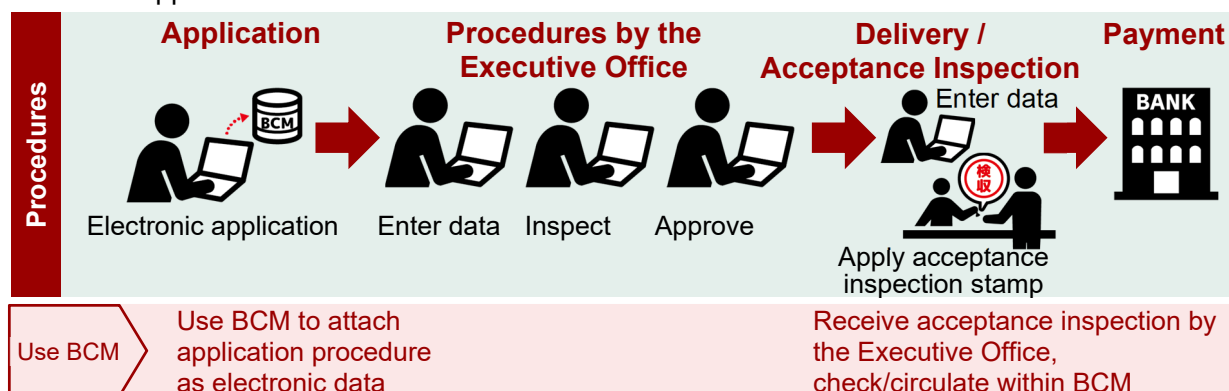 Application
Procedures by the
Executive Office
Delivery /
Acceptance Inspection
Payment
Procedures
BCM
Enter data
BANK
検
収
Electronic application
Enter data
Inspect
Approve
Apply acceptance
inspection stamp
Use BCM
Use BCM to attach
application procedure
as electronic data
Receive acceptance inspection by
the Executive Office,
check/circulate within BCM